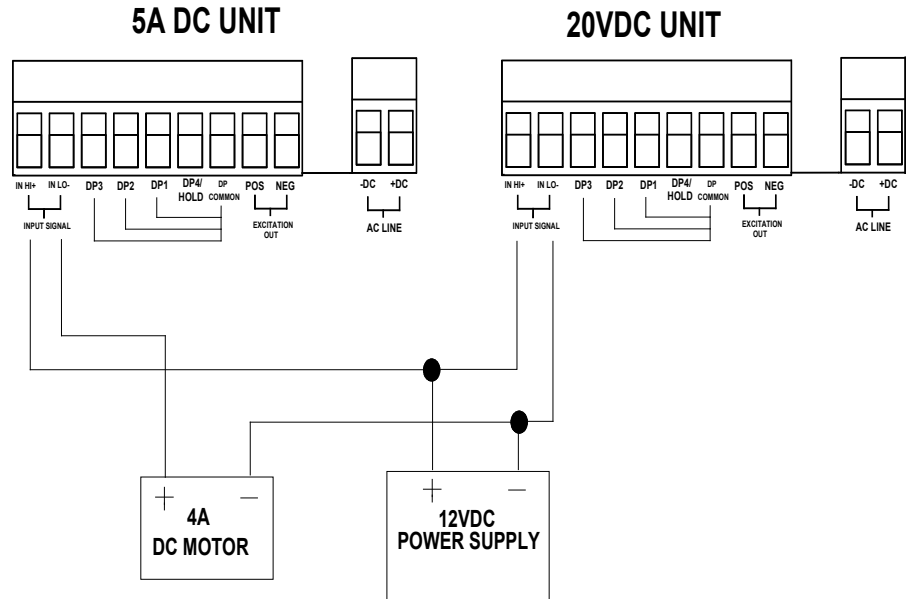 5A DC UNIT
IN HI+ IN LO- DP3 DP2 DP1 DP4/ HOLD DP COMMON POS NEG
INPUT SIGNAL
EXCITATION
OUT
-DC +DC
AC LINE
20VDC UNIT
IN HI+ IN LO- DP3 DP2 DP1 DP4/ HOLD DP COMMON POS NEG
INPUT SIGNAL
EXCITATION
OUT
-DC +DC
AC LINE
+ —
4A
DC MOTOR
+ —
12VDC
POWER SUPPLY